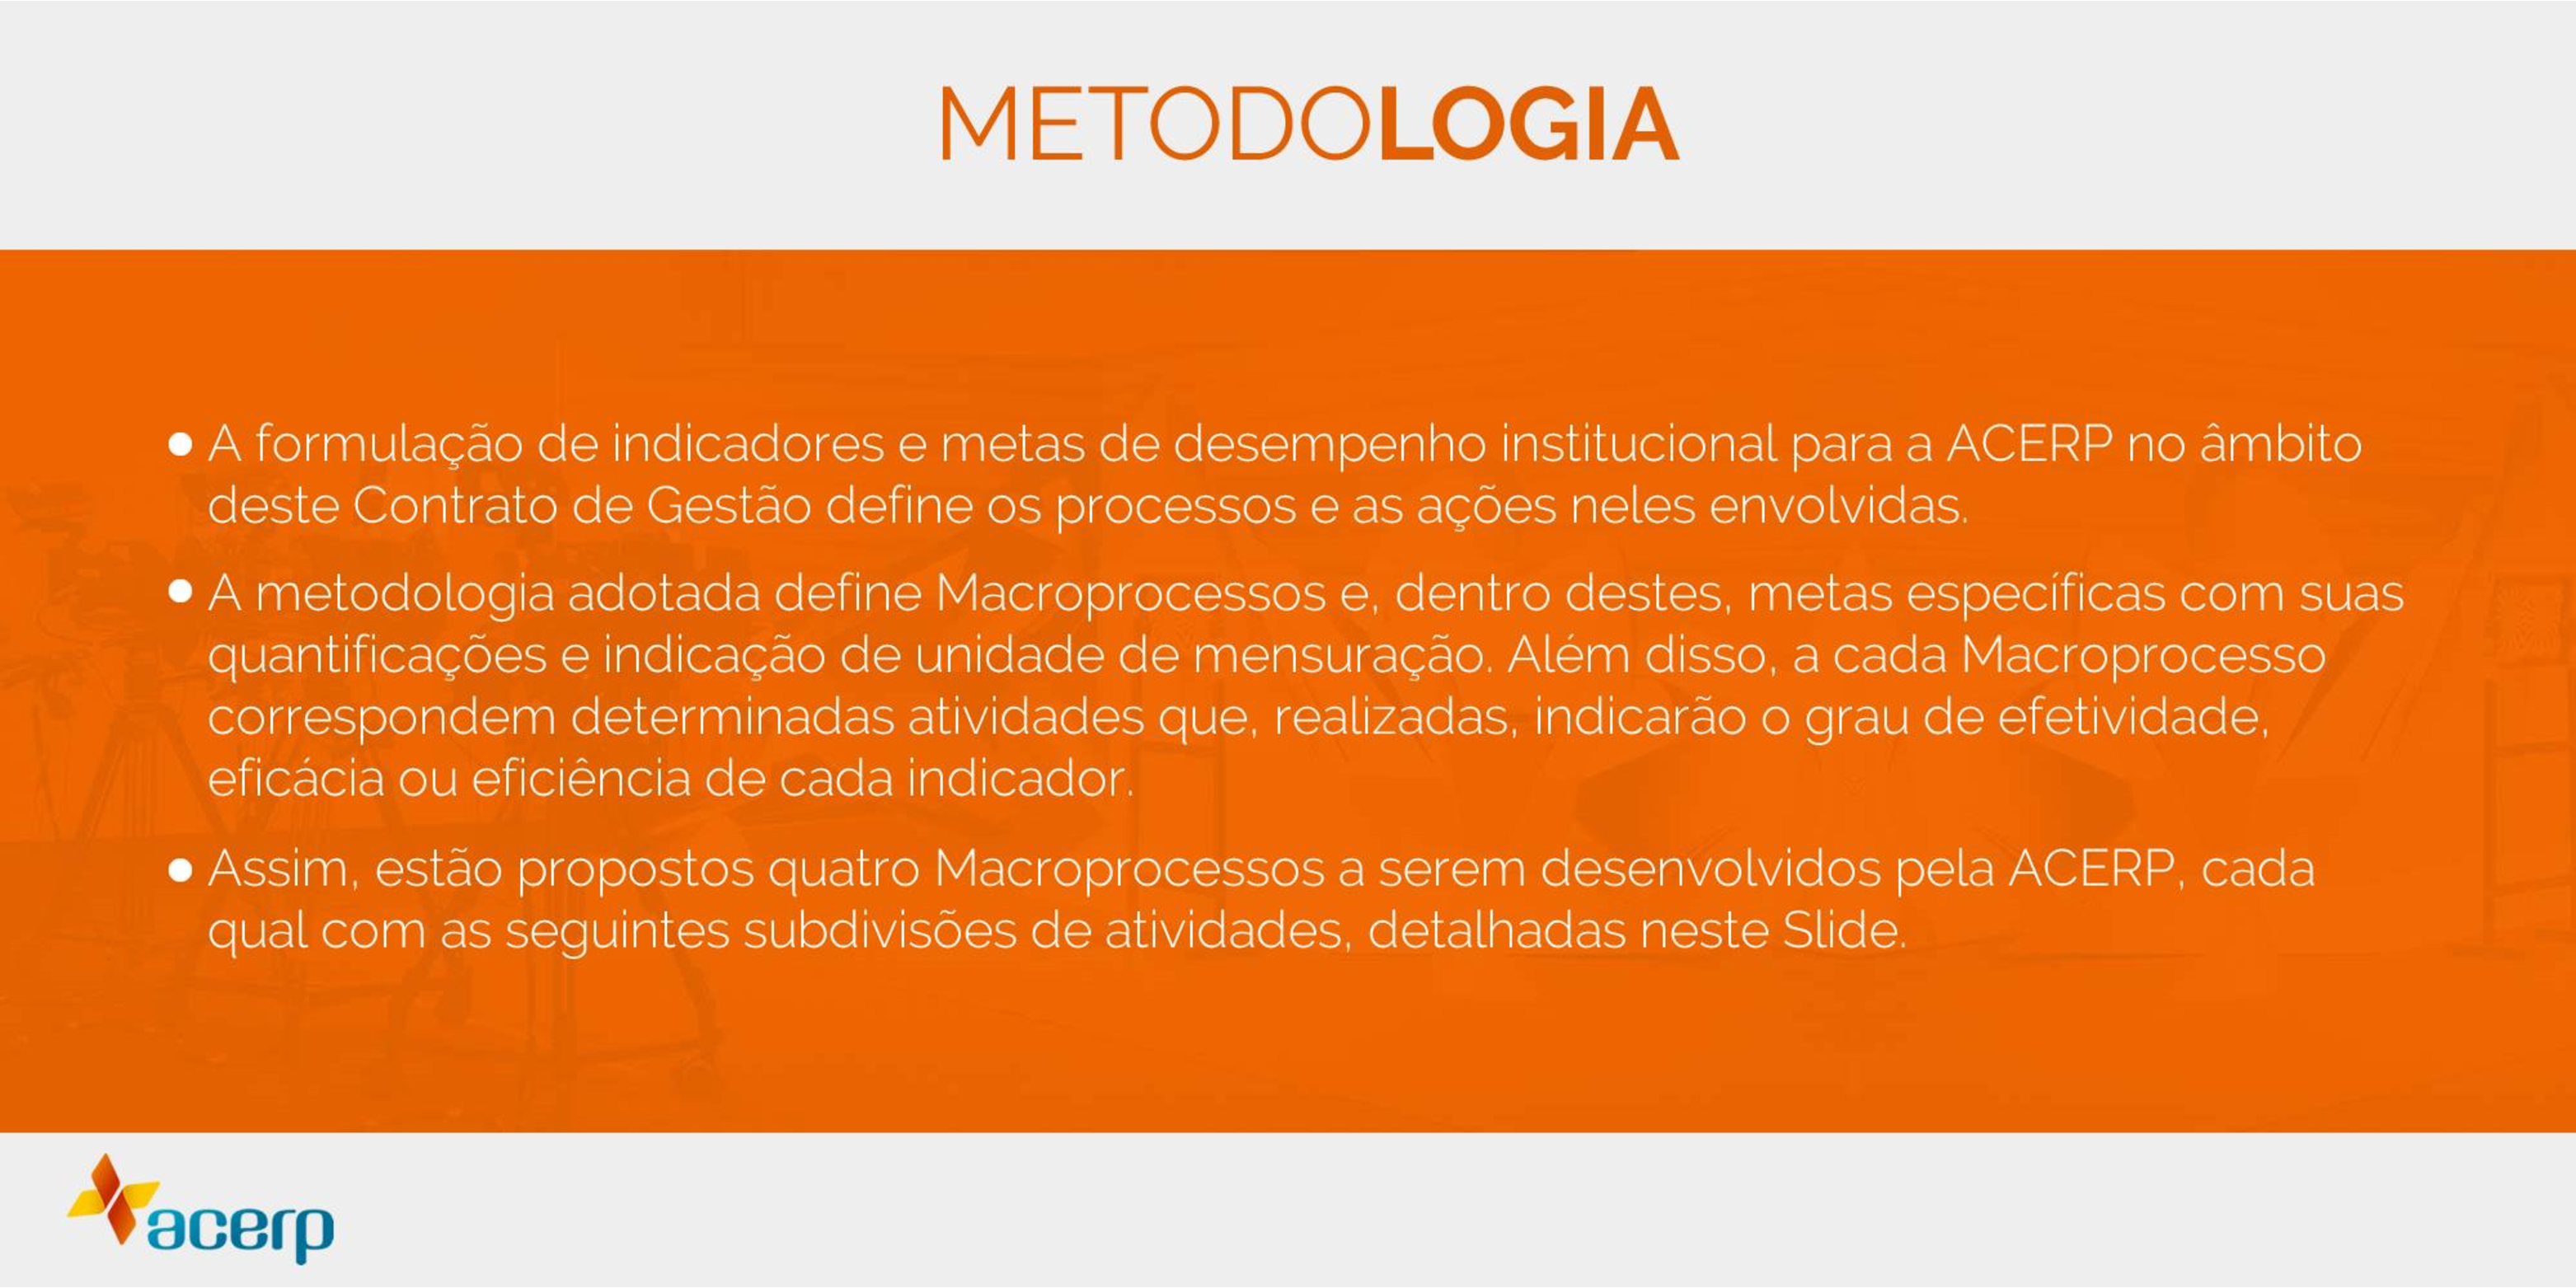 METODOLOGIA
• A formulação de indicadores e metas de desempenho institucional para a ACERP no âmbito
deste Contrato de Gestão define os processos e as ações neles envolvidas.
• A metodologia adotada define Macroprocessos e, dentro destes, metas específicas com suas
quantificações e indicação de unidade de mensuração. Além disso, a cada Macroprocesso
correspondem determinadas atividades que, realizadas, indicarão o grau de efetividade,
eficácia ou eficiência de cada indicador.
• Assim, estão propostos quatro Macroprocessos a serem desenvolvidos pela ACERP, cada
qual com as seguintes subdivisões de atividades, detalhadas neste Slide.
acerp